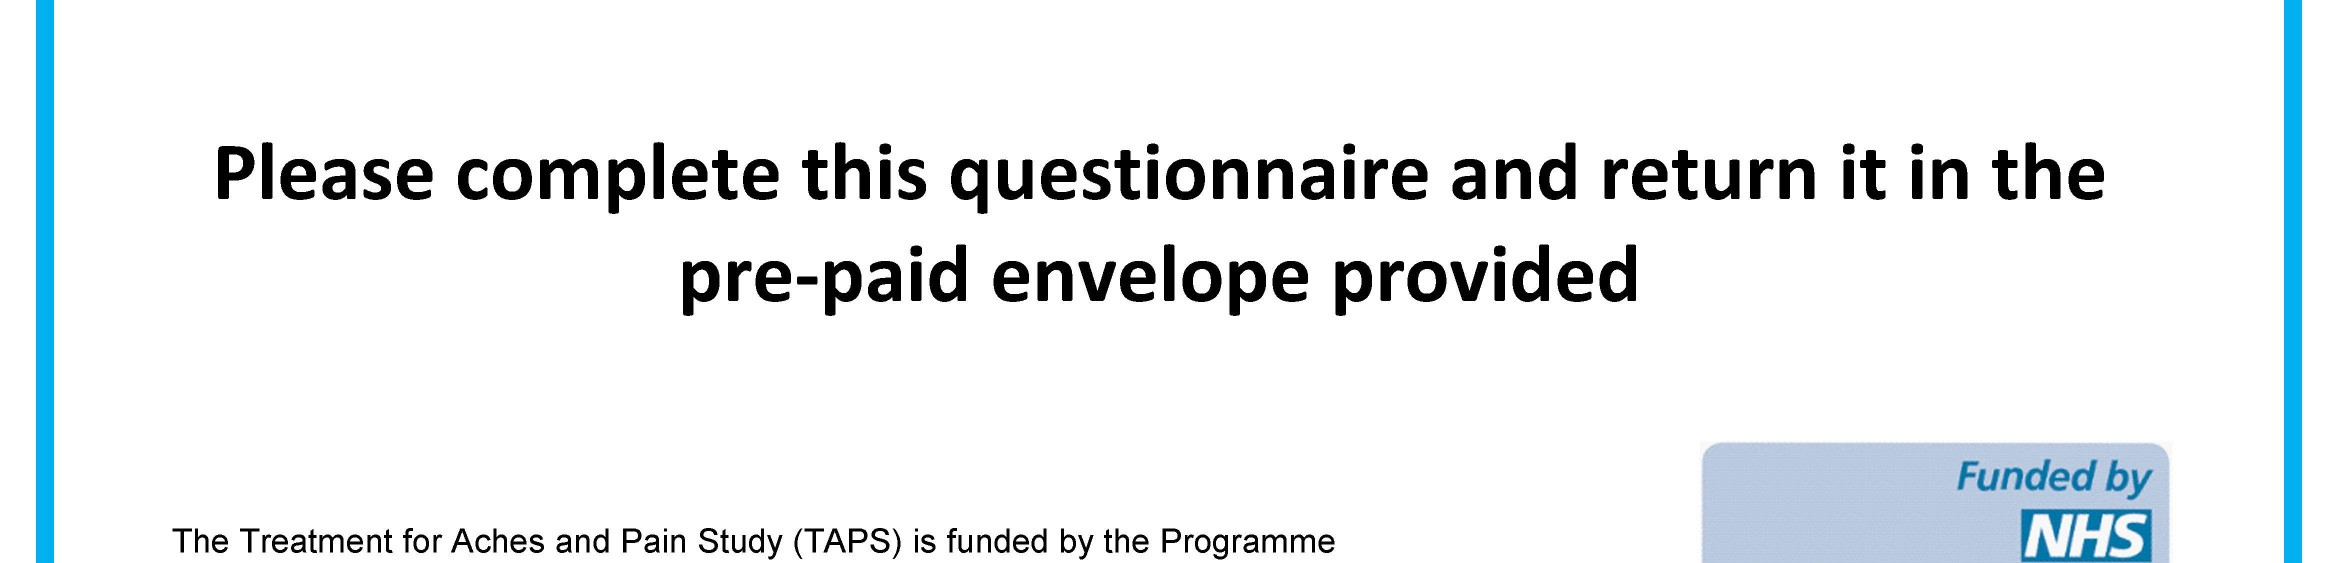 Please complete this questionnaire and return it in the
pre-paid envelope provided
Funded by
NHS
The Treatment for Aches and Pain Study (TAPS) is funded by the Programme